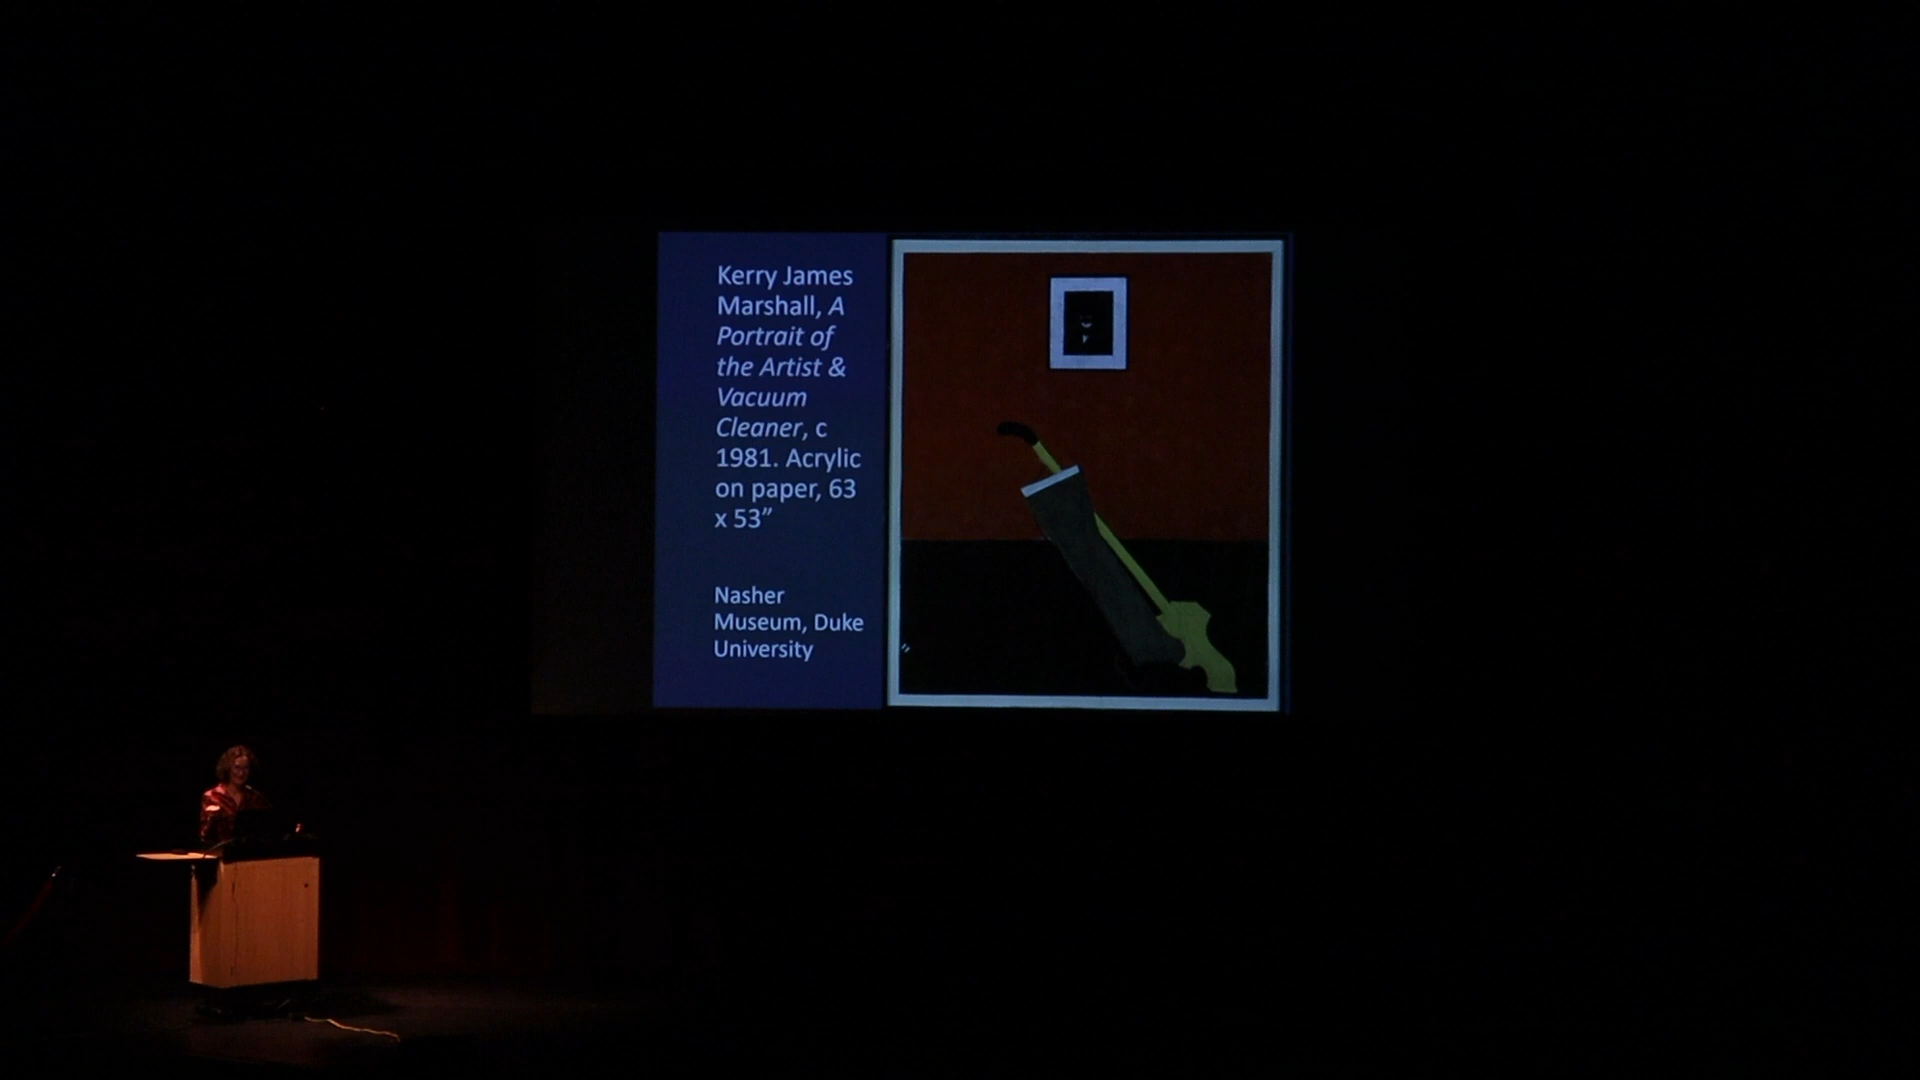 Kerry James
Marshall, A
Portrait of
the Artist &
Vacuum
Cleaner, c
1981. Acrylic
on paper, 63
x 53”
Nasher
Museum, Duke
University